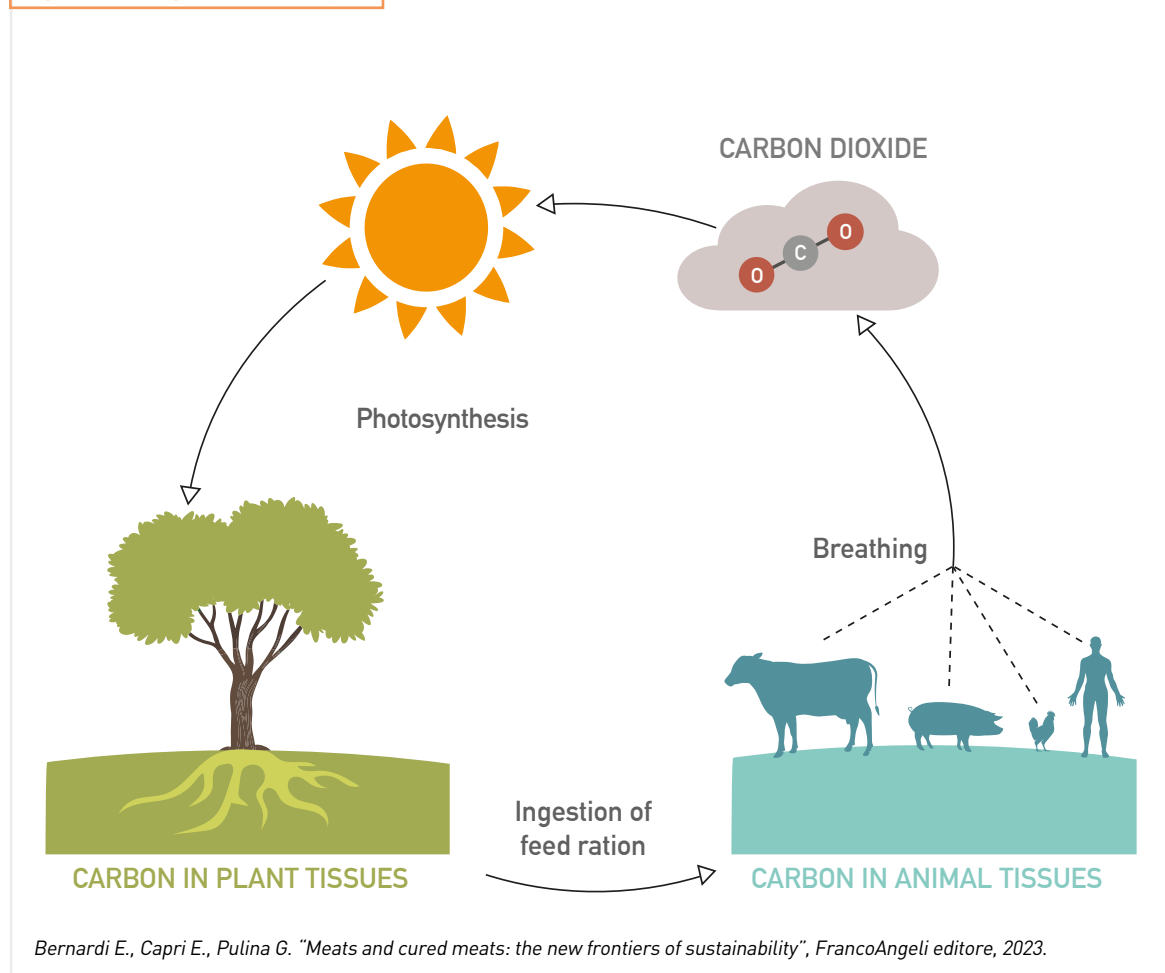 CARBON DIOXIDE
O
C
O
Photosynthesis
Breathing
Ingestion of
feed ration
CARBON IN PLANT TISSUES
CARBON IN ANIMAL TISSUES
Bernardi E., Capri E., Pulina G. “Meats and cured meats: the new frontiers of sustainability”, FrancoAngeli editore, 2023.